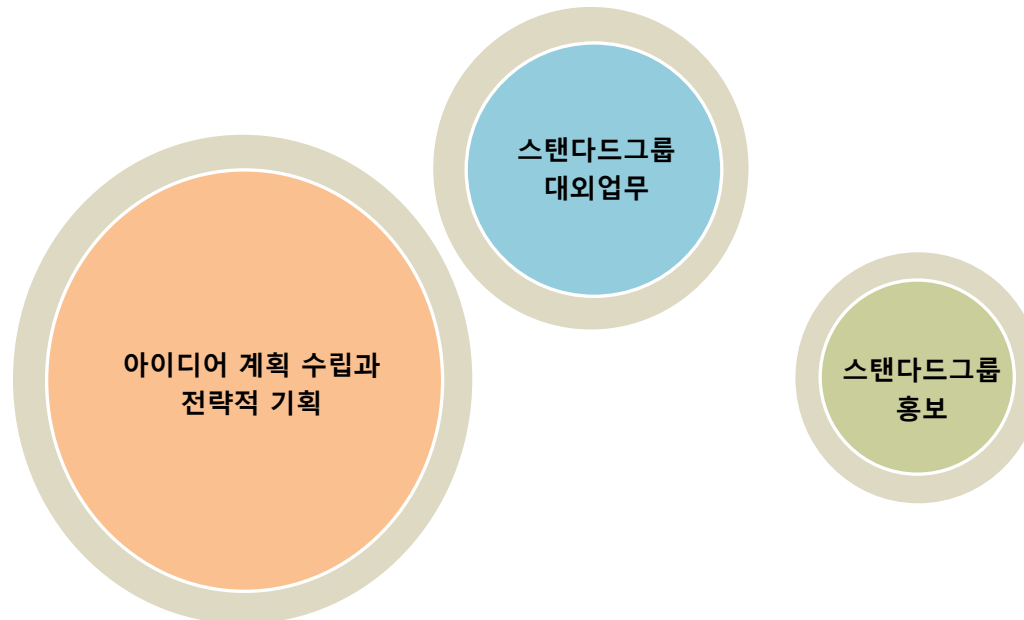 스탠다드그룹
대외업무
아이디어 계획 수립과
전략적 기획
스탠다드그룹
홍보